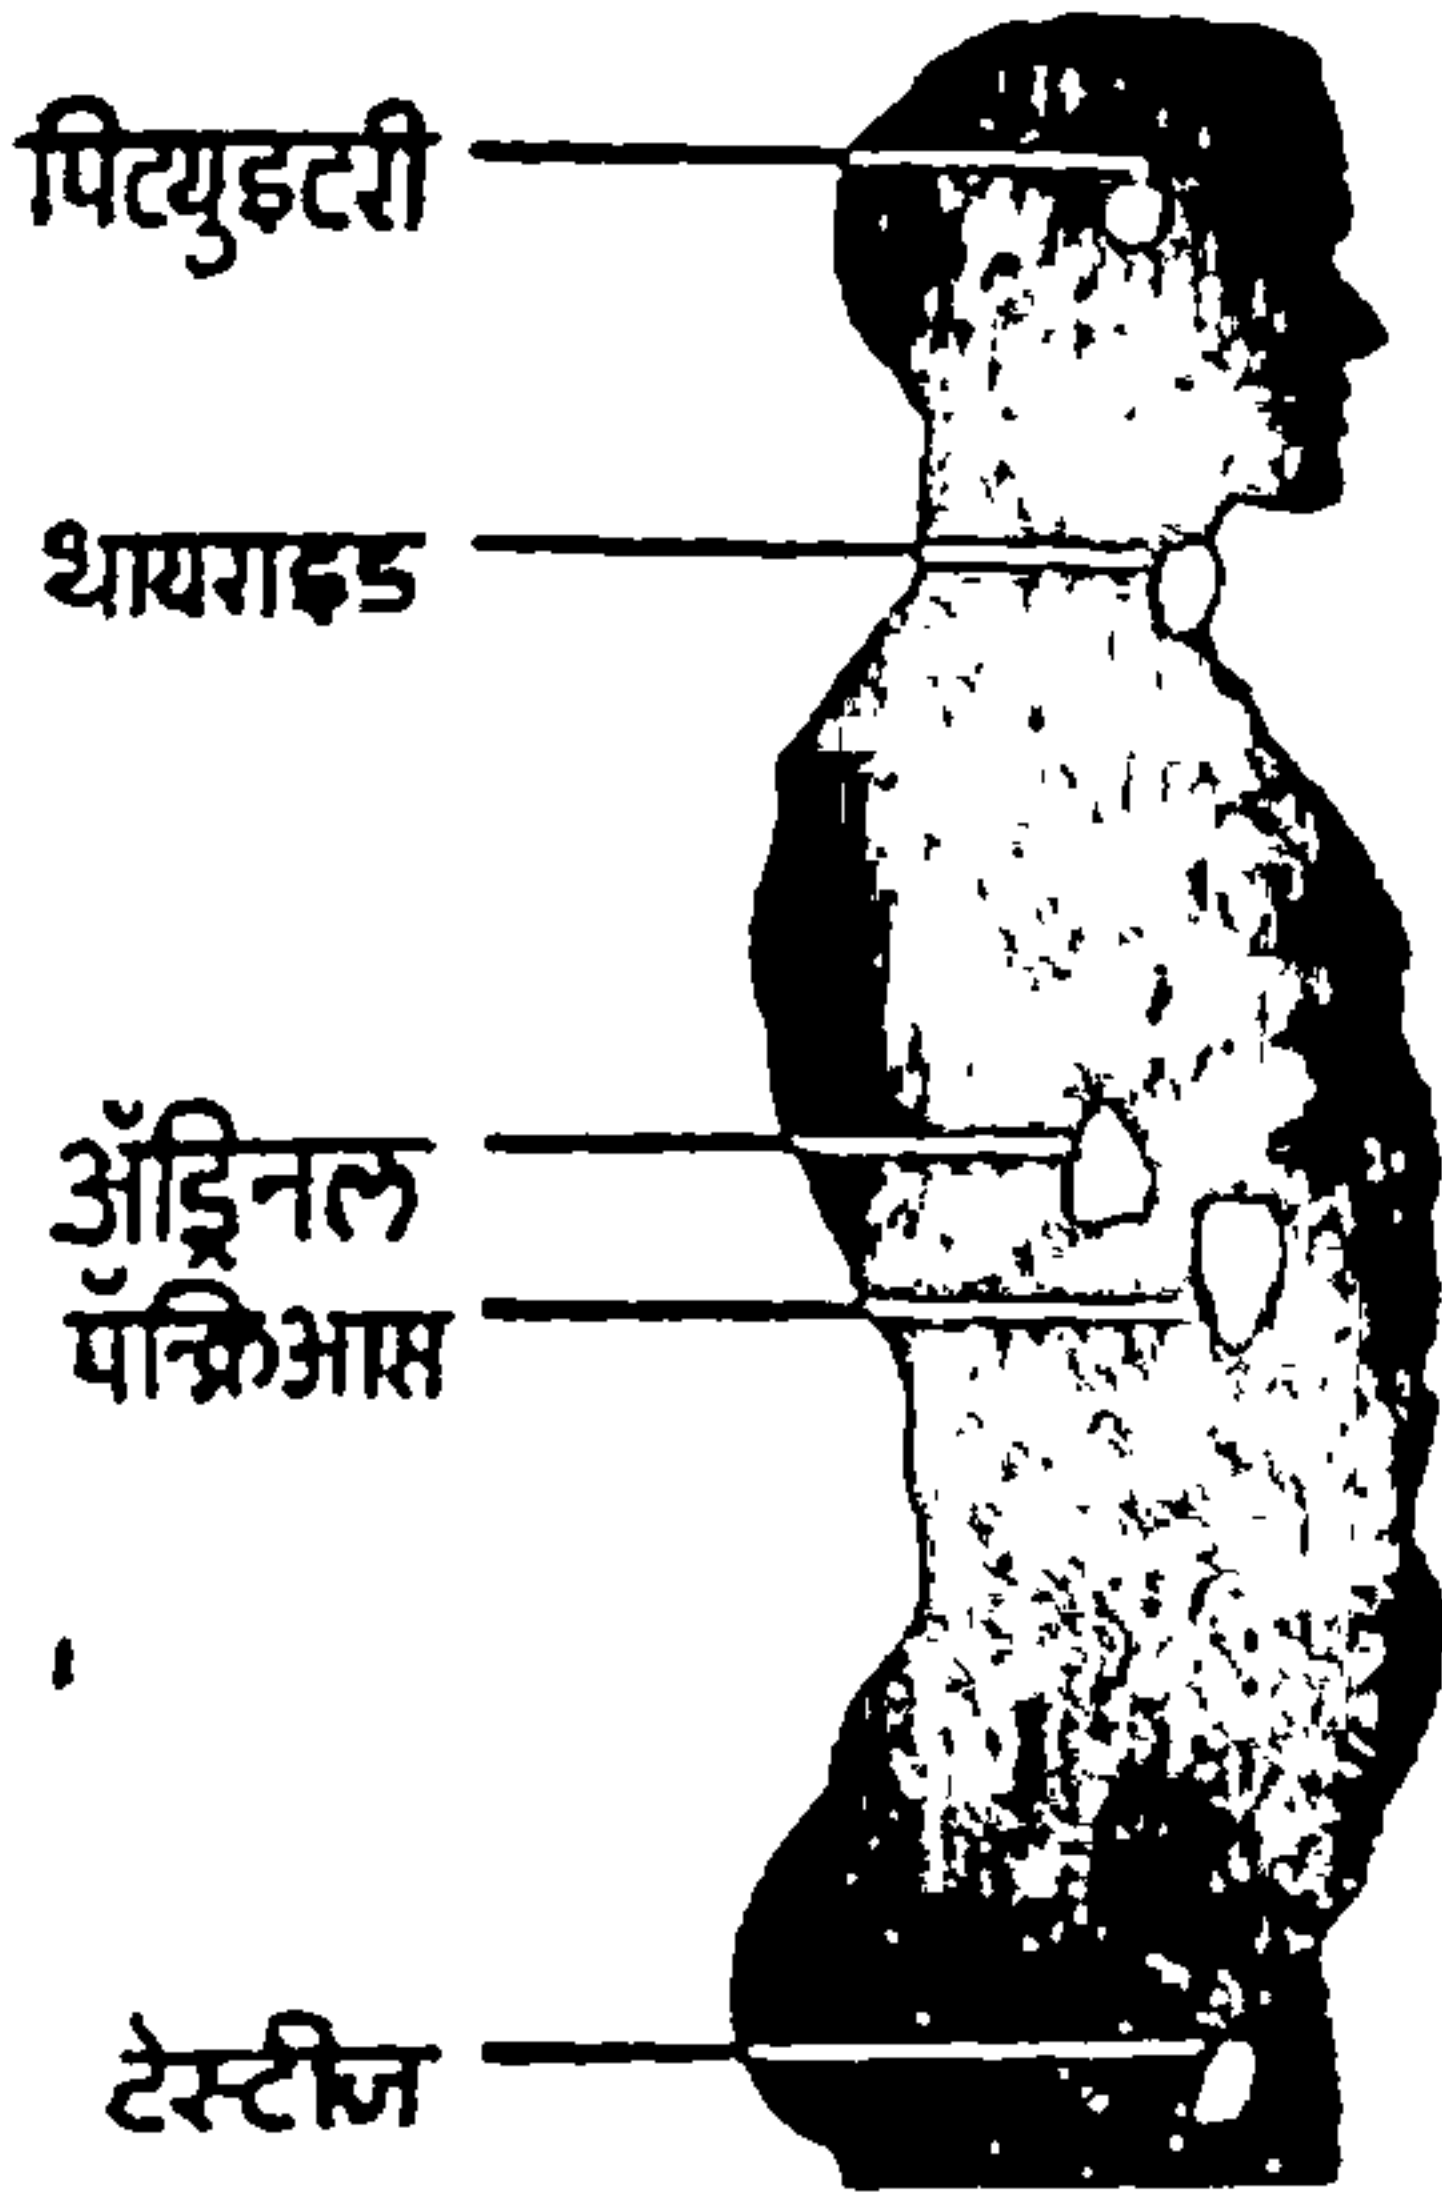 पिट्युइटरी
थायराइड
ॲड्रिनल
पॅन्क्रिआस
टेस्टीज